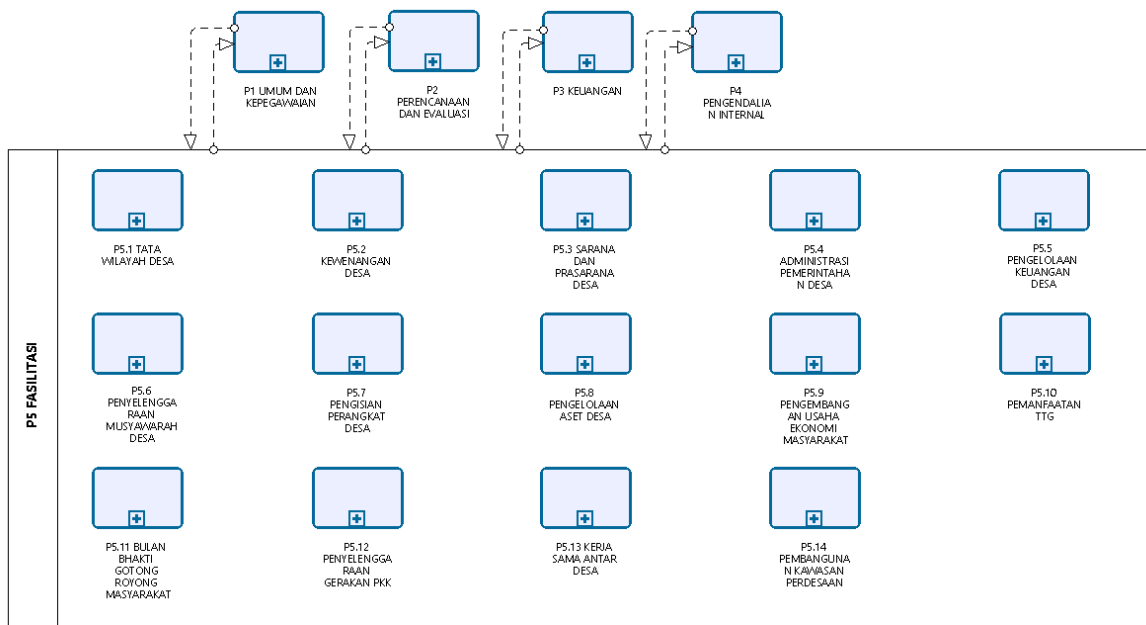 P1 UMUM DAN
KEPEGAWAIAN
P2
PERENCANAAN
DAN EVALUASI
P3 KEUANGAN
P4
PENGENDALIA
N INTERNAL
P5 FASILITASI
P5.1 TATA
WILAYAH DESA
P5.2
KEWENANGAN
DESA
P5.3 SARANA
DAN
PRASARANA
DESA
P5.4
ADMINISTRASI
PEMERINTAHA
N DESA
P5.5
PENGELOLAAN
KEUANGAN
DESA
P5.6
PENYELENGGA
RAAN
MUSYAWARAH
DESA
P5.7
PENGISIAN
PERANGKAT
DESA
P5.8
PENGELOLAAN
ASET DESA
P5.9
PENGEMBANG
AN USAHA
EKONOMI
MASYARAKAT
P5.10
PEMANFAATAN
TTG
P5.11 BULAN
BHAKTI
GOTONG
ROYONG
MASYARAKAT
P5.12
PENYELENGGA
RAAN
GERAKAN PKK
P5.13 KERJA
SAMA ANTAR
DESA
P5.14
PEMBANGUNA
N KAWASAN
PERDESAAN